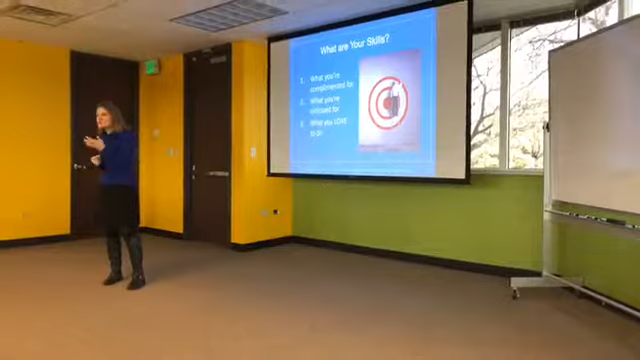 What are Your Skills?
1. What you're
complimented for
2. What you're
criticized for
3. What you LOVE
to do